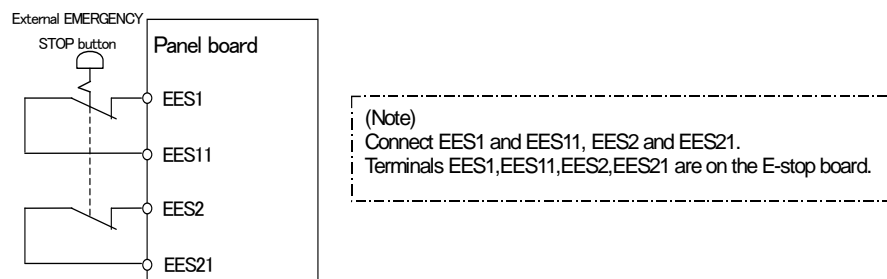 External EMERGENCY
STOP button
Panel board
EES1
EES11
EES2
EES21
(Note)
Connect EES1 and EES11, EES2 and EES21.
Terminals EES1,EES11,EES2,EES21 are on the E-stop board.